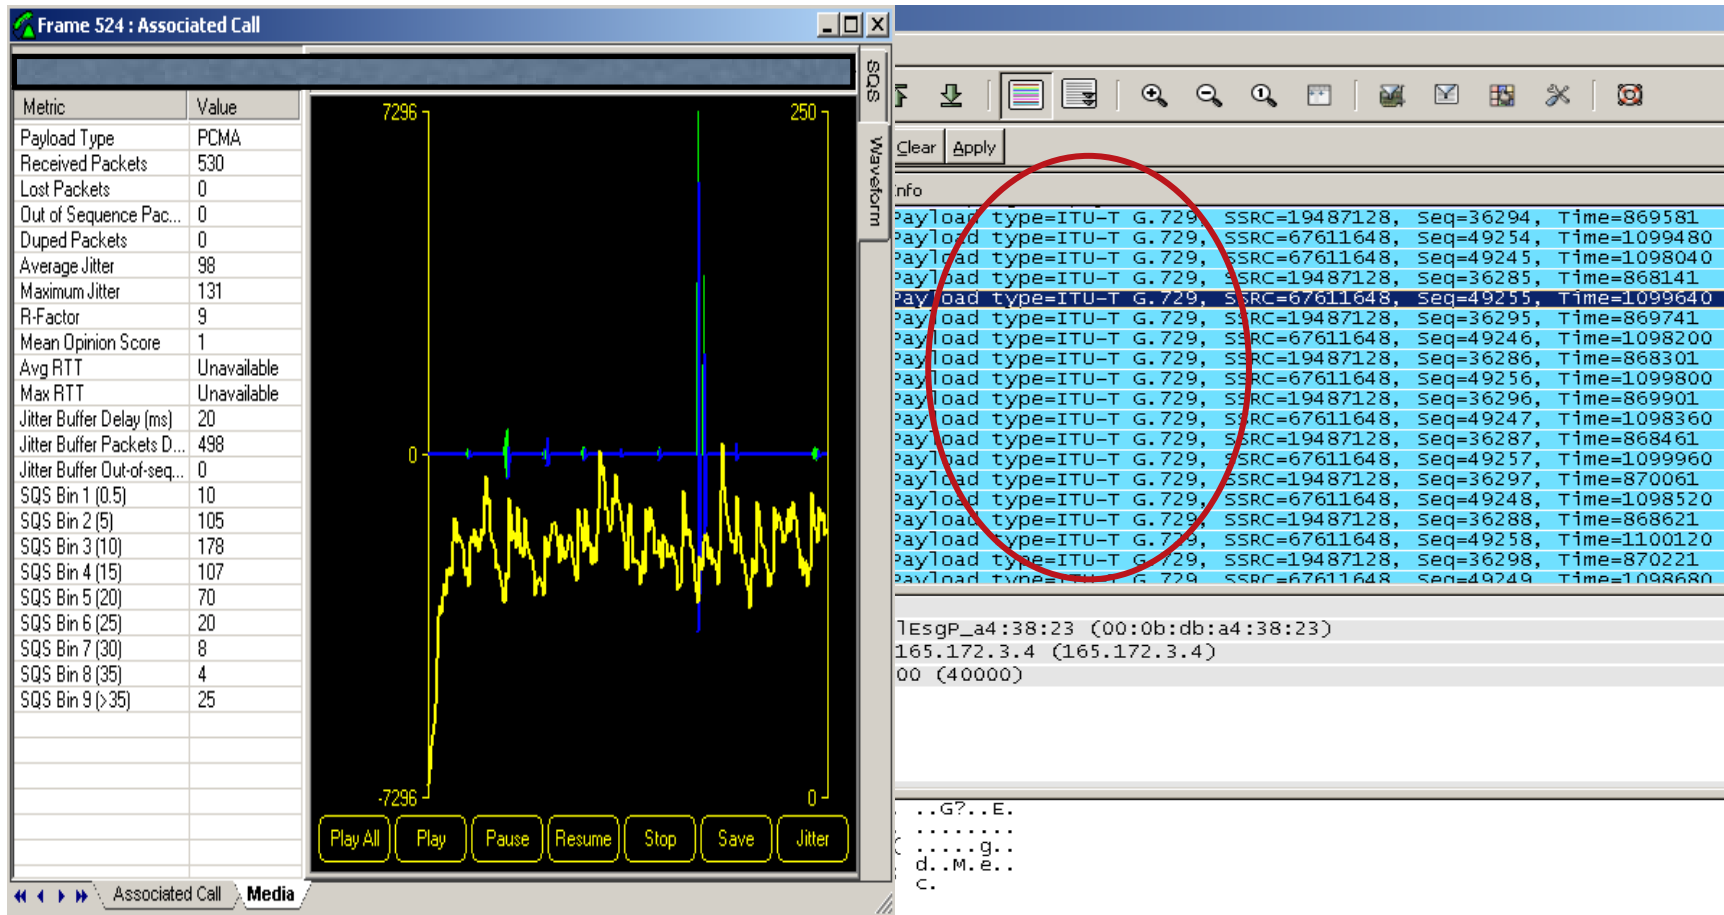 Frame 524 : Associated Call
SQS
Waveform
Metric Value
Payload Type PCMA
Received Packets 530
Lost Packets 0
Out of Sequence Pac... 0
Duped Packets 0
Average Jitter 98
Maximum Jitter 131
R-Factor 9
Mean Opinion Score 1
Avg RTT Unavailable
Max RTT Unavailable
Jitter Buffer Delay (ms) 20
Jitter Buffer Packets D... 498
Jitter Buffer Out-of-seq... 0
SQS Bin 1 (0.5) 10
SQS Bin 2 (5) 105
SQS Bin 3 (10) 178
SQS Bin 4 (15) 107
SQS Bin 5 (20) 70
SQS Bin 6 (25) 20
SQS Bin 7 (30) 8
SQS Bin 8 (35) 4
SQS Bin 9 (>35) 25
7296 250
0
-7296 0
Play All Play Pause Resume Stop Save Jitter
Associated Call Media
Clear Apply
Info
Payload type=ITU-T G.729, SSRC=19487128, Seq=36294, Time=869581
Payload type=ITU-T G.729, SSRC=67611648, Seq=49254, Time=1099480
Payload type=ITU-T G.729, SSRC=67611648, Seq=49245, Time=1098040
Payload type=ITU-T G.729, SSRC=19487128, Seq=36285, Time=868141
Payload type=ITU-T G.729, SSRC=67611648, Seq=49255, Time=1099640
Payload type=ITU-T G.729, SSRC=19487128, Seq=36295, Time=869741
Payload type=ITU-T G.729, SSRC=67611648, Seq=49246, Time=1098200
Payload type=ITU-T G.729, SSRC=19487128, Seq=36286, Time=868301
Payload type=ITU-T G.729, SSRC=67611648, Seq=49256, Time=1099800
Payload type=ITU-T G.729, SSRC=19487128, Seq=36296, Time=869901
Payload type=ITU-T G.729, SSRC=67611648, Seq=49247, Time=1098360
Payload type=ITU-T G.729, SSRC=19487128, Seq=36287, Time=868461
Payload type=ITU-T G.729, SSRC=67611648, Seq=49257, Time=1099960
Payload type=ITU-T G.729, SSRC=19487128, Seq=36297, Time=870061
Payload type=ITU-T G.729, SSRC=67611648, Seq=49248, Time=1098520
Payload type=ITU-T G.729, SSRC=19487128, Seq=36288, Time=868621
Payload type=ITU-T G.729, SSRC=67611648, Seq=49258, Time=1100120
Payload type=ITU-T G.729, SSRC=19487128, Seq=36298, Time=870221
Payload type=ITU-T G.729, SSRC=67611648, Seq=49249, Time=1098680
lEsgP_a4:38:23 (00:0b:db:a4:38:23)
165.172.3.4 (165.172.3.4)
00 (40000)
..G?..E.
........
.....g..
d..M.e..
c.